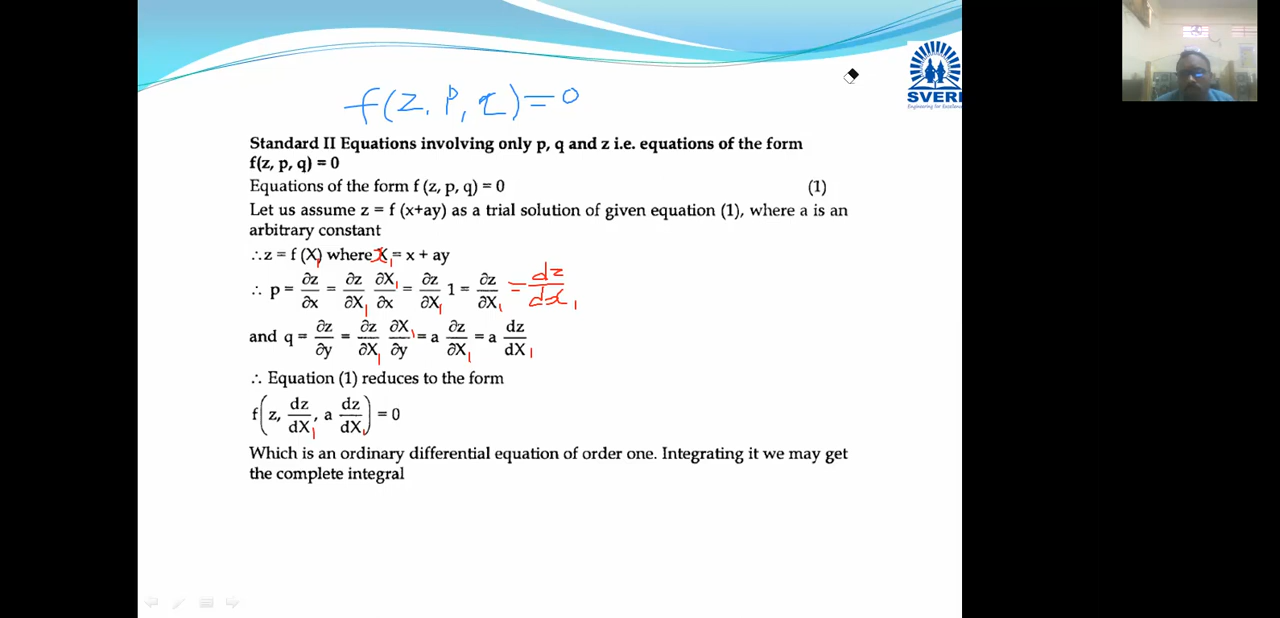 f(z, p, q) = 0
SVERI
Engineering for Excellence
Standard II Equations involving only p, q and z i.e. equations of the form
f(z, p, q) = 0
Equations of the form f (z, p, q) = 0 (1)
Let us assume z = f (x+ay) as a trial solution of given equation (1), where a is an
arbitrary constant
∴ z = f (X₁) where X₁ = x + ay
∴ p = ∂z/∂x = ∂z/∂X₁ ∂X₁/∂x = ∂z/∂X₁ 1 = ∂z/∂X₁ = dz/dx₁
and q = ∂z/∂y = ∂z/∂X₁ ∂X₁/∂y = a ∂z/∂X₁ = a dz/dX₁
∴ Equation (1) reduces to the form
f(z, dz/dX₁, a dz/dX₁) = 0
Which is an ordinary differential equation of order one. Integrating it we may get
the complete integral